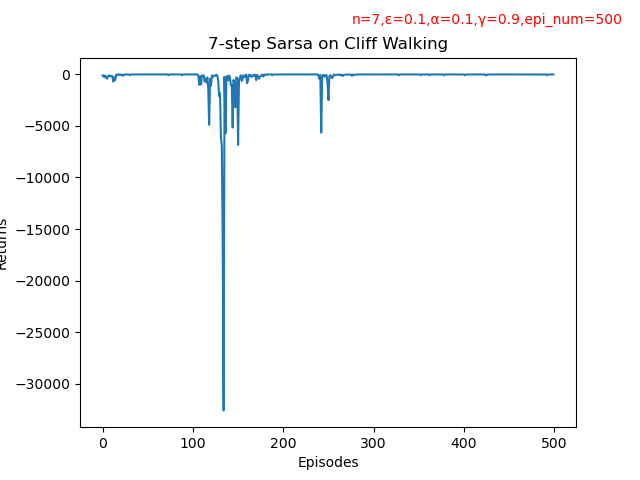 n=7,ε=0.1,α=0.1,γ=0.9,epi_num=500
7-step Sarsa on Cliff Walking
0
−5000
−10000
−15000
−20000
−25000
−30000
Returns
0 100 200 300 400 500
Episodes